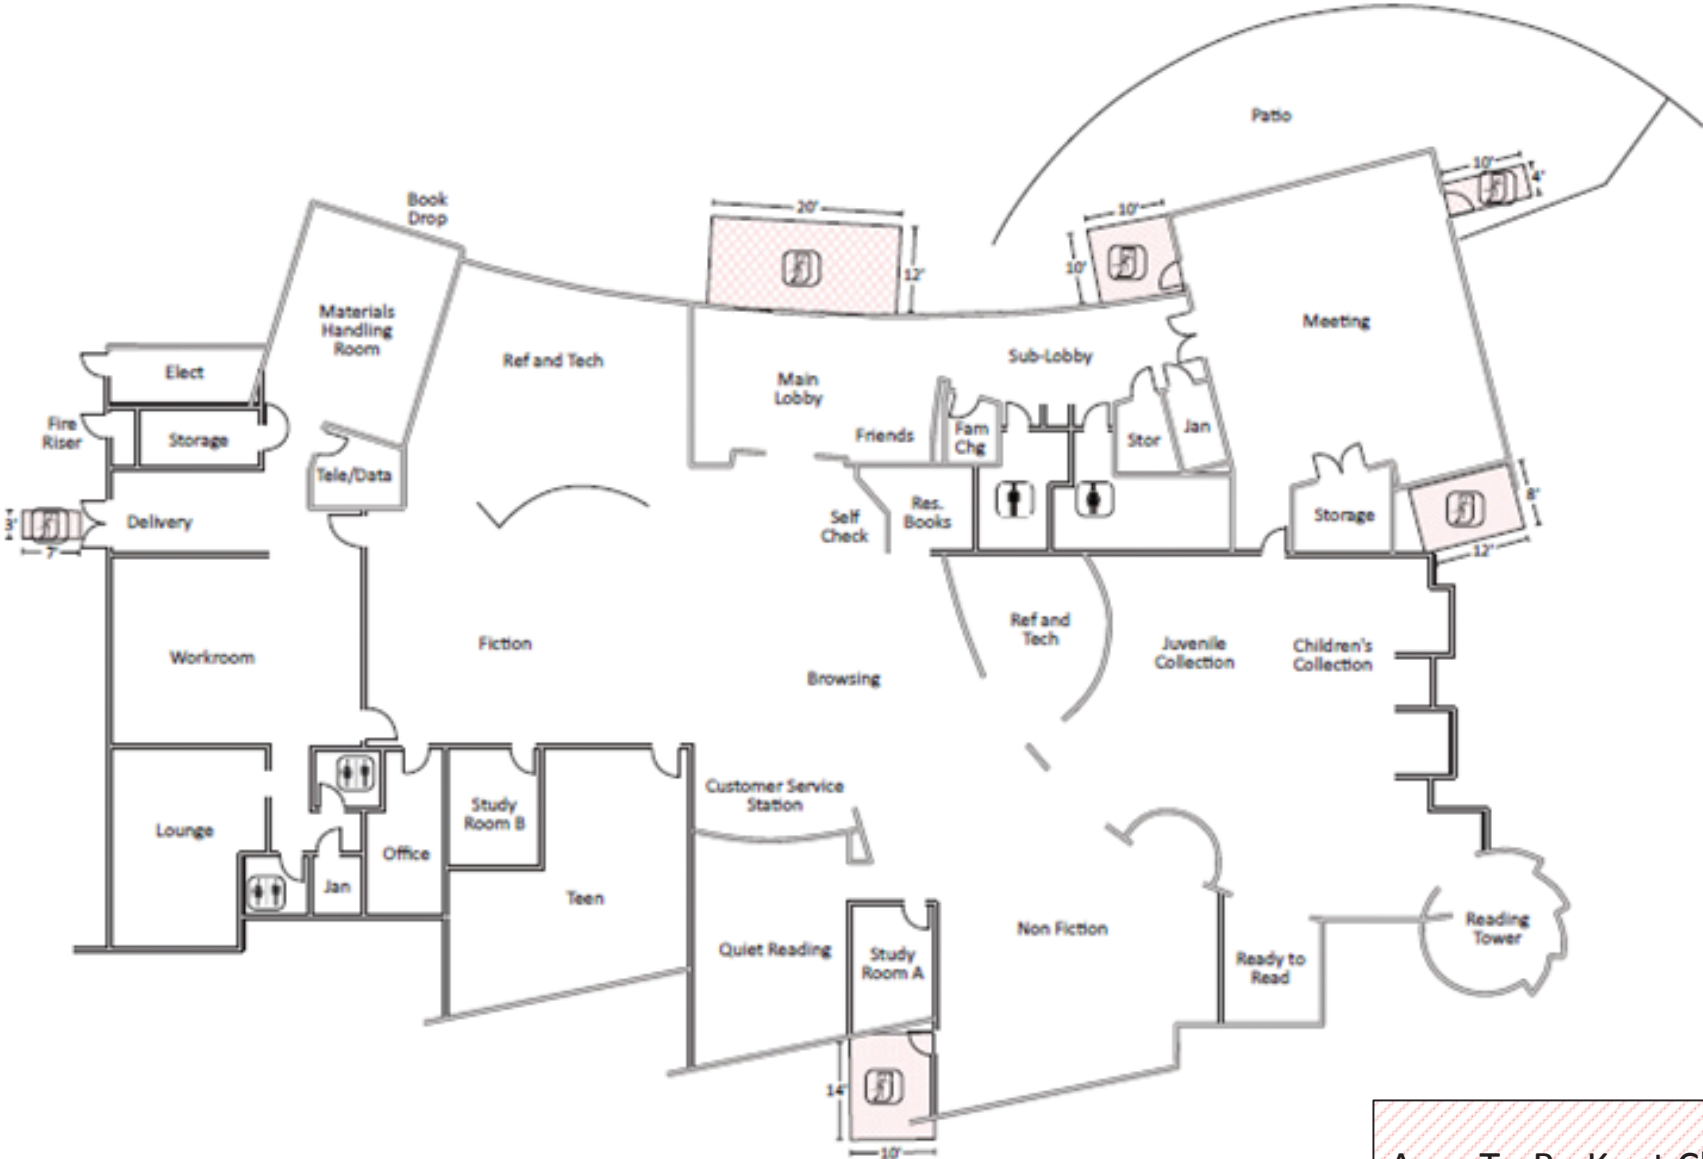 Patio
10'
4'
Book
Drop
20'
12'
10'
10'
Materials
Handling
Room
Meeting
Elect
Ref and Tech
Main
Lobby
Sub-Lobby
Fire
Riser
Storage
Tele/Data
Friends
Fam
Chg
Stor
Jan
3'
7'
Delivery
Self
Check
Res.
Books
Storage
8'
12'
Workroom
Fiction
Browsing
Ref and
Tech
Juvenile
Collection
Children's
Collection
Lounge
Study
Room B
Customer Service
Station
Office
Jan
Teen
Quiet Reading
Study
Room A
Non Fiction
Ready to
Read
Reading
Tower
14'
10'